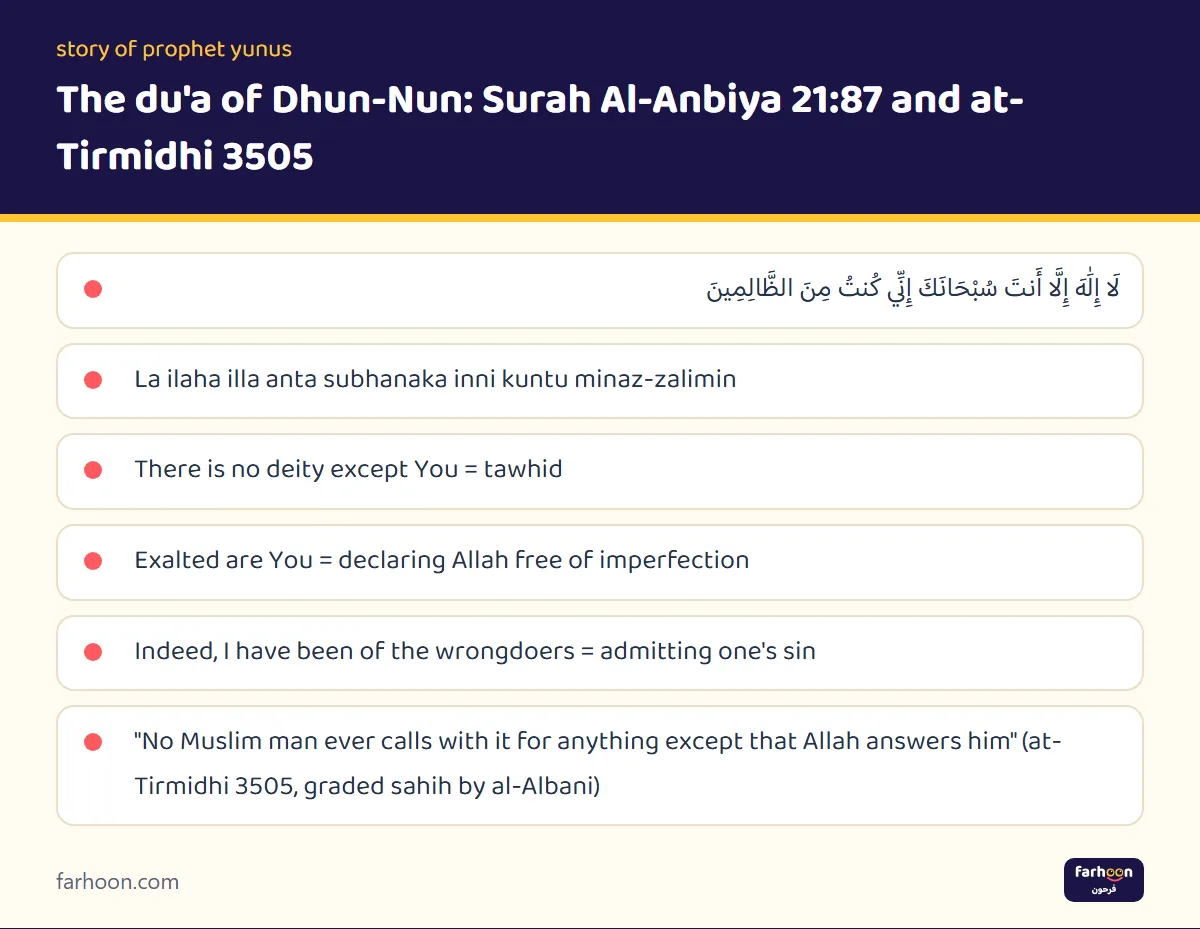 story of prophet yunus
The du'a of Dhun-Nun: Surah Al-Anbiya 21:87 and at-
Tirmidhi 3505
لَا إِلَٰهَ إِلَّا أَنتَ سُبْحَانَكَ إِنِّي كُنتُ مِنَ الظَّالِمِينَ
La ilaha illa anta subhanaka inni kuntu minaz-zalimin
There is no deity except You = tawhid
Exalted are You = declaring Allah free of imperfection
Indeed, I have been of the wrongdoers = admitting one's sin
"No Muslim man ever calls with it for anything except that Allah answers him" (at-
Tirmidhi 3505, graded sahih by al-Albani)
farhoon.com
farhoon
فرحون